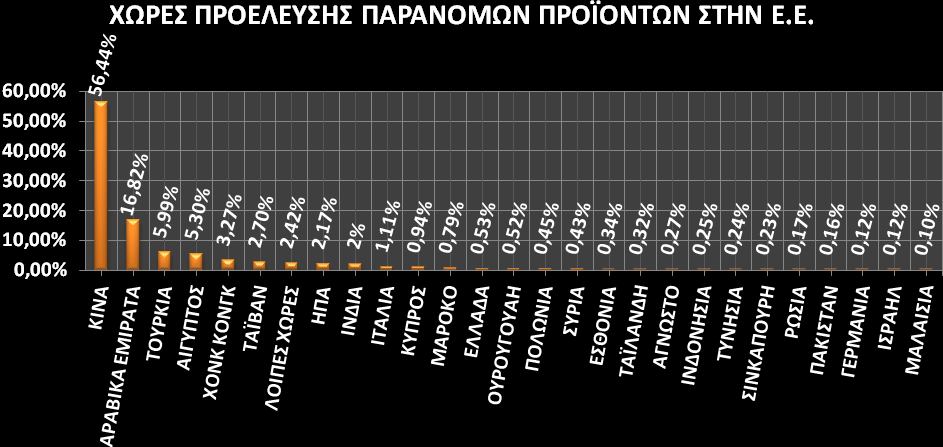 ΧΩΡΕΣ ΠΡΟΕΛΕΥΣΗΣ ΠΑΡΑΝΟΜΩΝ ΠΡΟΪΟΝΤΩΝ ΣΤΗΝ Ε.Ε.
60,00%
50,00%
40,00%
30,00%
20,00%
10,00%
0,00%
56,44%
16,82%
5,99%
5,30%
3,27%
2,70%
2,42%
2,17%
2%
1,11%
0,94%
0,79%
0,53%
0,52%
0,45%
0,43%
0,34%
0,32%
0,27%
0,25%
0,24%
0,23%
0,17%
0,16%
0,12%
0,12%
0,10%
ΚΙΝΑ
ΑΡΑΒΙΚΑ ΕΜΙΡΑΤΑ
ΤΟΥΡΚΙΑ
ΑΙΓΥΠΤΟΣ
ΧΟΝΚ ΚΟΝΓΚ
ΤΑΪΒΑΝ
ΛΟΙΠΕΣ ΧΩΡΕΣ
ΗΠΑ
ΙΝΔΙΑ
ΙΤΑΛΙΑ
ΚΥΠΡΟΣ
ΜΑΡΟΚΟ
ΕΛΛΑΔΑ
ΟΥΡΟΥΓΟΥΑΗ
ΠΟΛΩΝΙΑ
ΣΥΡΙΑ
ΕΣΘΟΝΙΑ
ΤΑΪΛΑΝΔΗ
ΑΓΝΩΣΤΟ
ΙΝΔΟΝΗΣΙΑ
ΤΥΝΗΣΙΑ
ΣΙΝΚΑΠΟΥΡΗ
ΡΩΣΙΑ
ΠΑΚΙΣΤΑΝ
ΓΕΡΜΑΝΙΑ
ΙΣΡΑΗΛ
ΜΑΛΑΙΣΙΑ